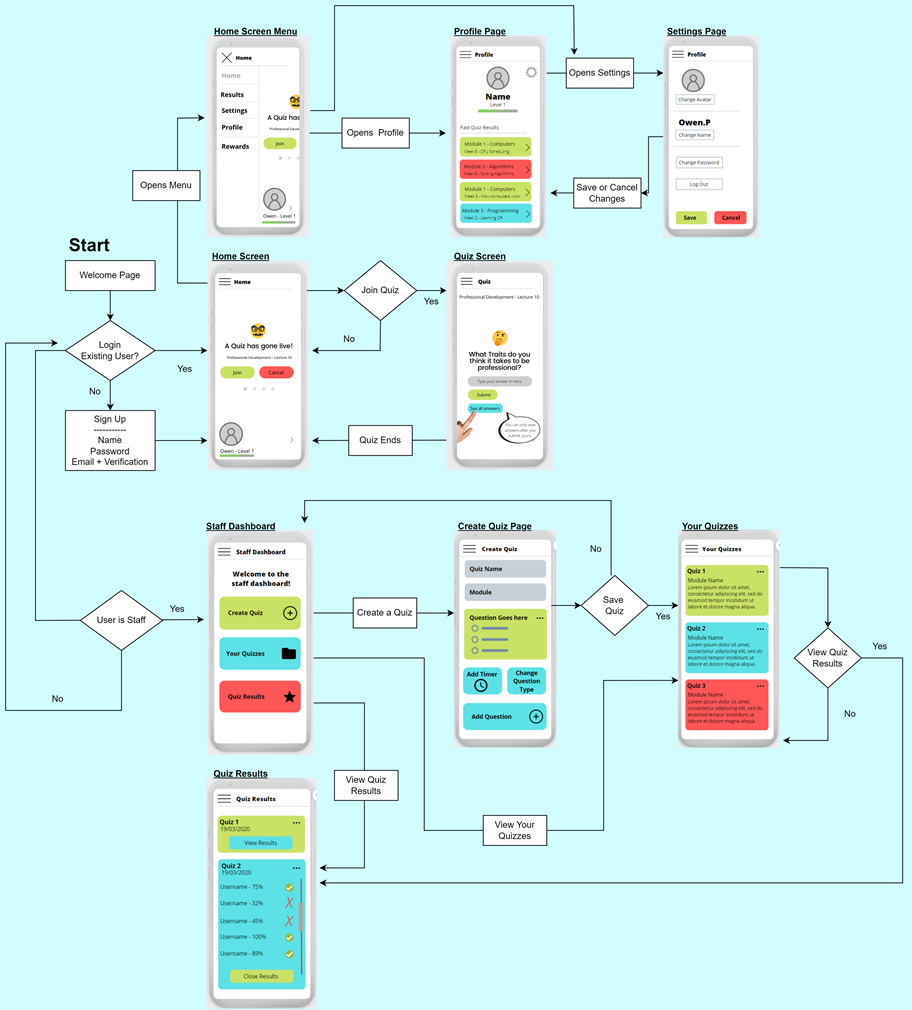 Home Screen Menu
Home
Home
Results
Settings
Profile
Rewards
A Quiz has
Professional Developmen
Join
Owen - Level 1
Profile Page
Profile
Name
Level 1
Past Quiz Results
Module 1 - Computers
Module 2 - Algorithms
Module 1 - Computers
Module 3 - Programming
Week 2 - Learning C#
Opens Settings
Settings Page
Profile
Change Avatar
Owen.P
Change Name
Change Password
Log Out
Save
Cancel
Opens Profile
Save or Cancel
Changes
Opens Menu
Start
Welcome Page
Login
Existing User?
Yes
No
Sign Up
-----------
Name
Password
Email + Verification
Home Screen
Home
A Quiz has gone live!
Professional Development - Lecture 10.
Join
Cancel
Owen - Level 1
Join Quiz
Yes
No
Quiz Screen
Quiz
Professional Development - Lecture 10.
What Traits do you
think it takes to be
professional?
Type your answer in here.
Submit
See all answers
You can only view
answers after you
submit yours.
Quiz Ends
User is Staff
Yes
No
Staff Dashboard
Staff Dashboard
Welcome to the
staff dashboard!
Create Quiz
Your Quizzes
Quiz Results
Create a Quiz
Create Quiz Page
Create Quiz
Quiz Name
Module
Question Goes here
Add Timer
Change
Question
Type
Add Question
Save
Quiz
No
Yes
Your Quizzes
Your Quizzes
Quiz 1
Module Name
Lorem ipsum dolor sit amet,
consectetur adipiscing elit, sed do
eiusmod tempor incididunt ut
labore et dolore magna aliqua.
Quiz 2
Module Name
Lorem ipsum dolor sit amet,
consectetur adipiscing elit, sed do
eiusmod tempor incididunt ut
labore et dolore magna aliqua.
Quiz 3
Module Name
Lorem ipsum dolor sit amet,
consectetur adipiscing elit, sed do
eiusmod tempor incididunt ut
labore et dolore magna aliqua.
View Quiz
Results
Yes
No
View Quiz
Results
View Your
Quizzes
Quiz Results
Quiz Results
Quiz 1
19/03/2020
View Results
Quiz 2
19/03/2020
Username - 75%
Username - 32%
Username - 45%
Username - 100%
Username - 89%
Close Results